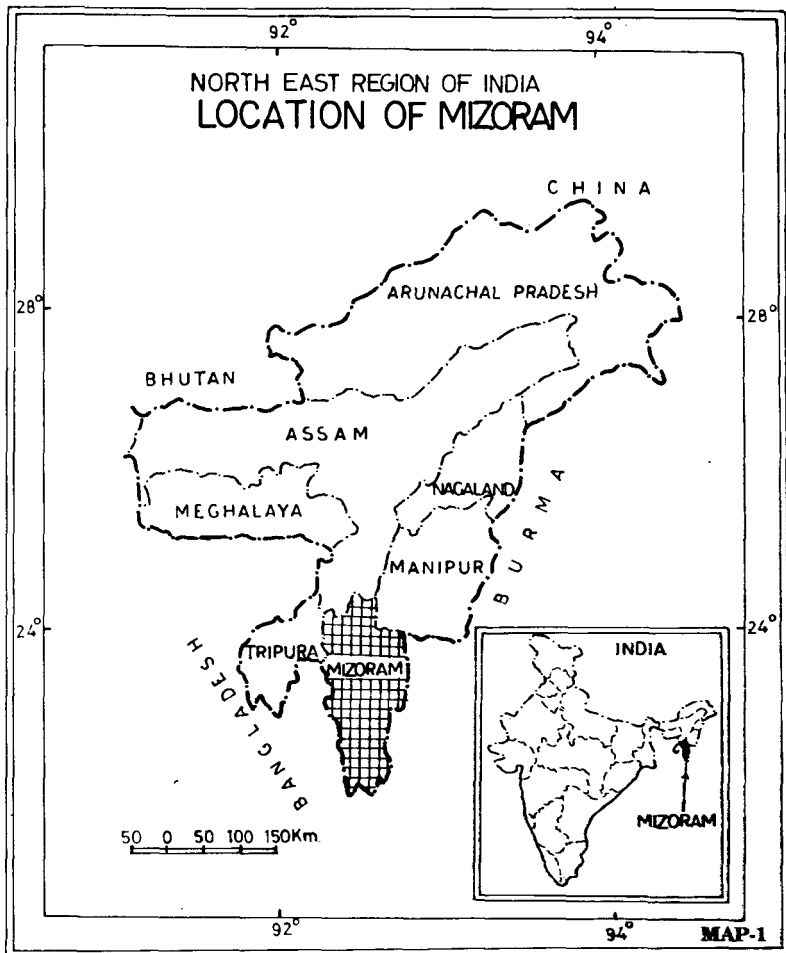 92° 94°
NORTH EAST REGION OF INDIA
LOCATION OF MIZORAM
CHINA
ARUNACHAL PRADESH
28° 28°
BHUTAN
ASSAM
NAGALAND
MEGHALAYA
BURMA
MANIPUR
24° 24°
TRIPURA
MIZORAM
BANGLADESH
INDIA
MIZORAM
50 0 50 100 150Km.
92° 94°
MAP-1